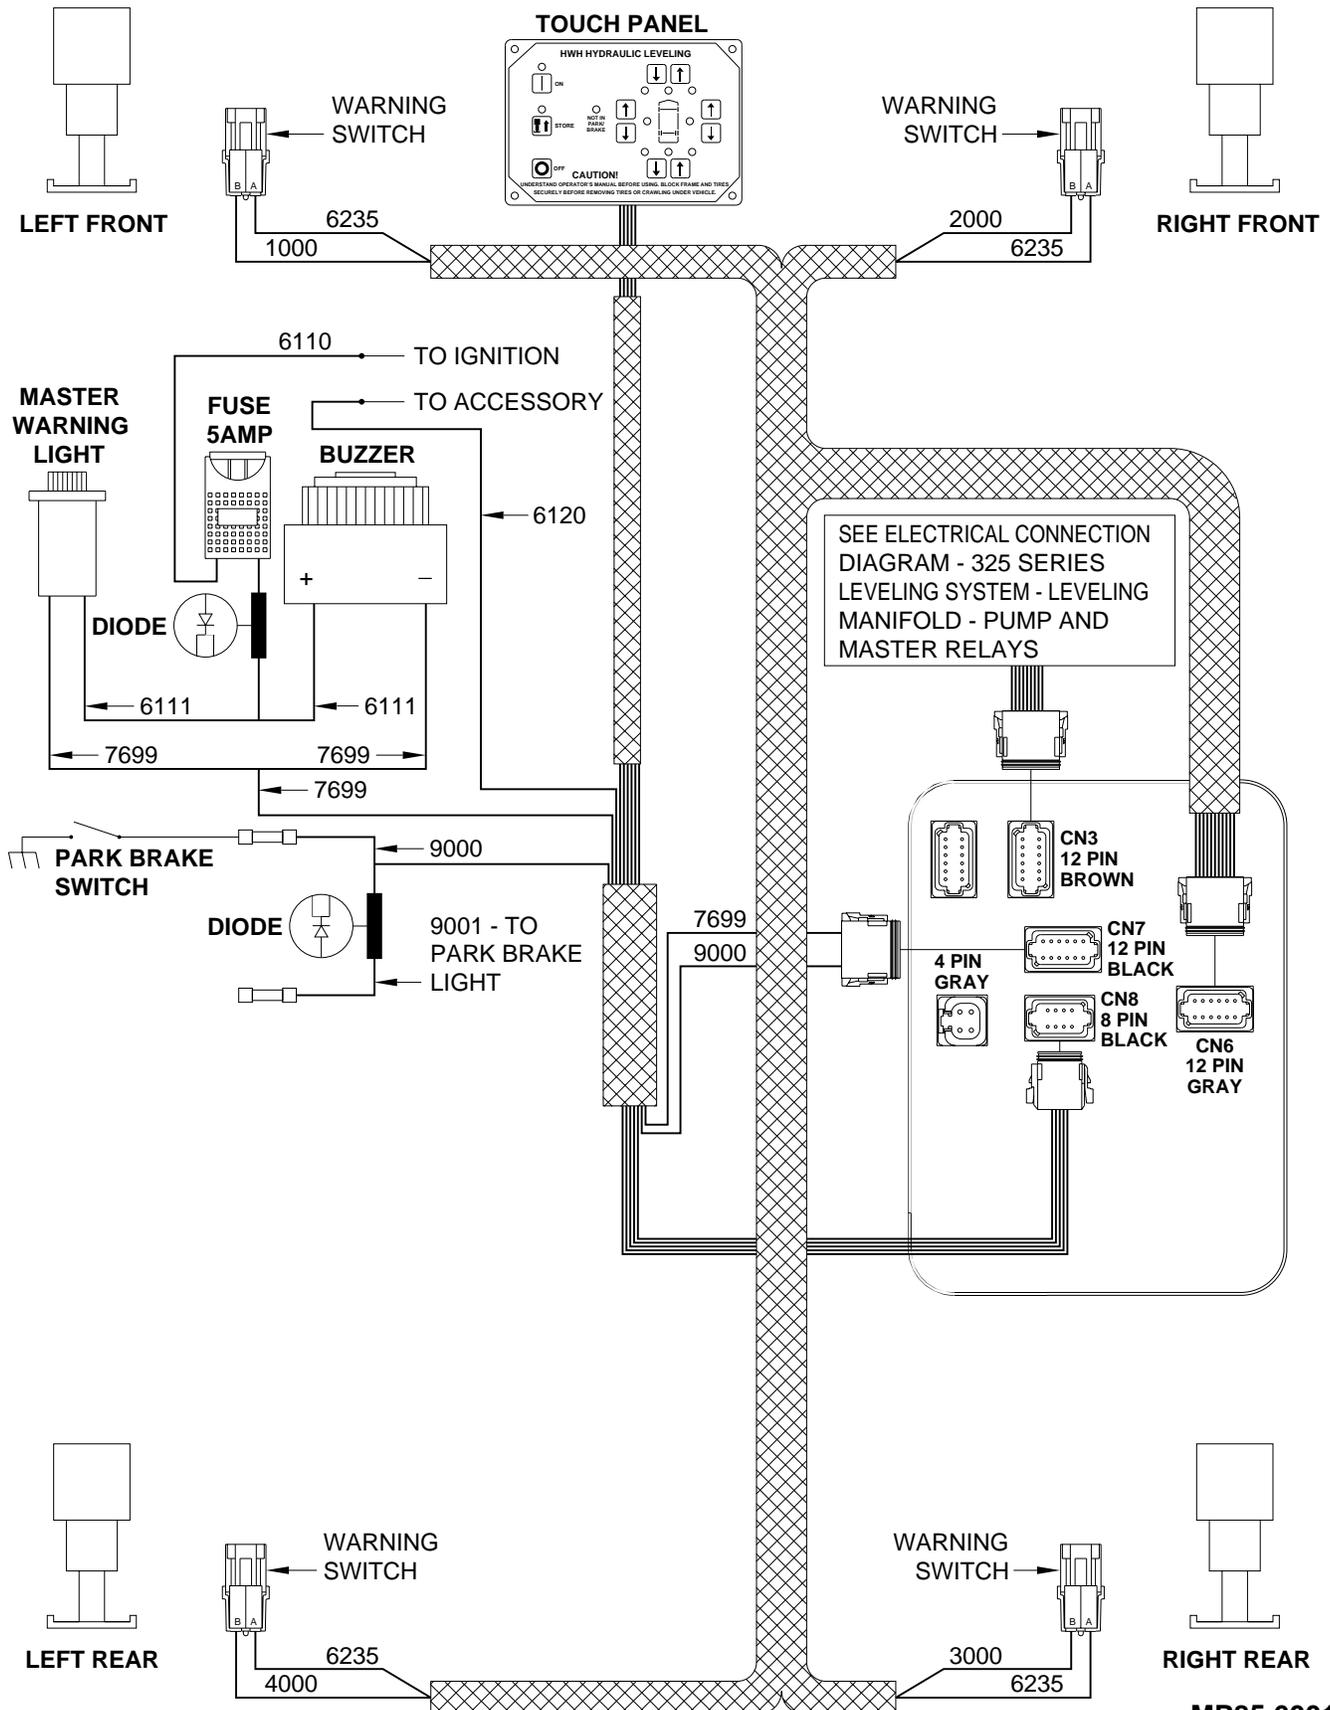 TOUCH PANEL
HWH HYDRAULIC LEVELING
ON
STORE
NOT IN
PARK/
BRAKE
OFF
CAUTION!
UNDERSTAND OPERATOR'S MANUAL BEFORE USING. BLOCK FRAME AND TIRES
SECURELY BEFORE REMOVING TIRES OR CRAWLING UNDER VEHICLE.
WARNING
SWITCH
B A
6235
1000
LEFT FRONT
WARNING
SWITCH
B A
2000
6235
RIGHT FRONT
6110
TO IGNITION
TO ACCESSORY
MASTER
WARNING
LIGHT
FUSE
5AMP
BUZZER
+ –
6120
DIODE
6111
6111
7699
7699
7699
SEE ELECTRICAL CONNECTION
DIAGRAM - 325 SERIES
LEVELING SYSTEM - LEVELING
MANIFOLD - PUMP AND
MASTER RELAYS
PARK BRAKE
SWITCH
9000
DIODE
9001 - TO
PARK BRAKE
LIGHT
7699
9000
CN3
12 PIN
BROWN
CN7
12 PIN
BLACK
4 PIN
GRAY
CN8
8 PIN
BLACK
CN6
12 PIN
GRAY
WARNING
SWITCH
B A
6235
4000
LEFT REAR
WARNING
SWITCH
B A
3000
6235
RIGHT REAR